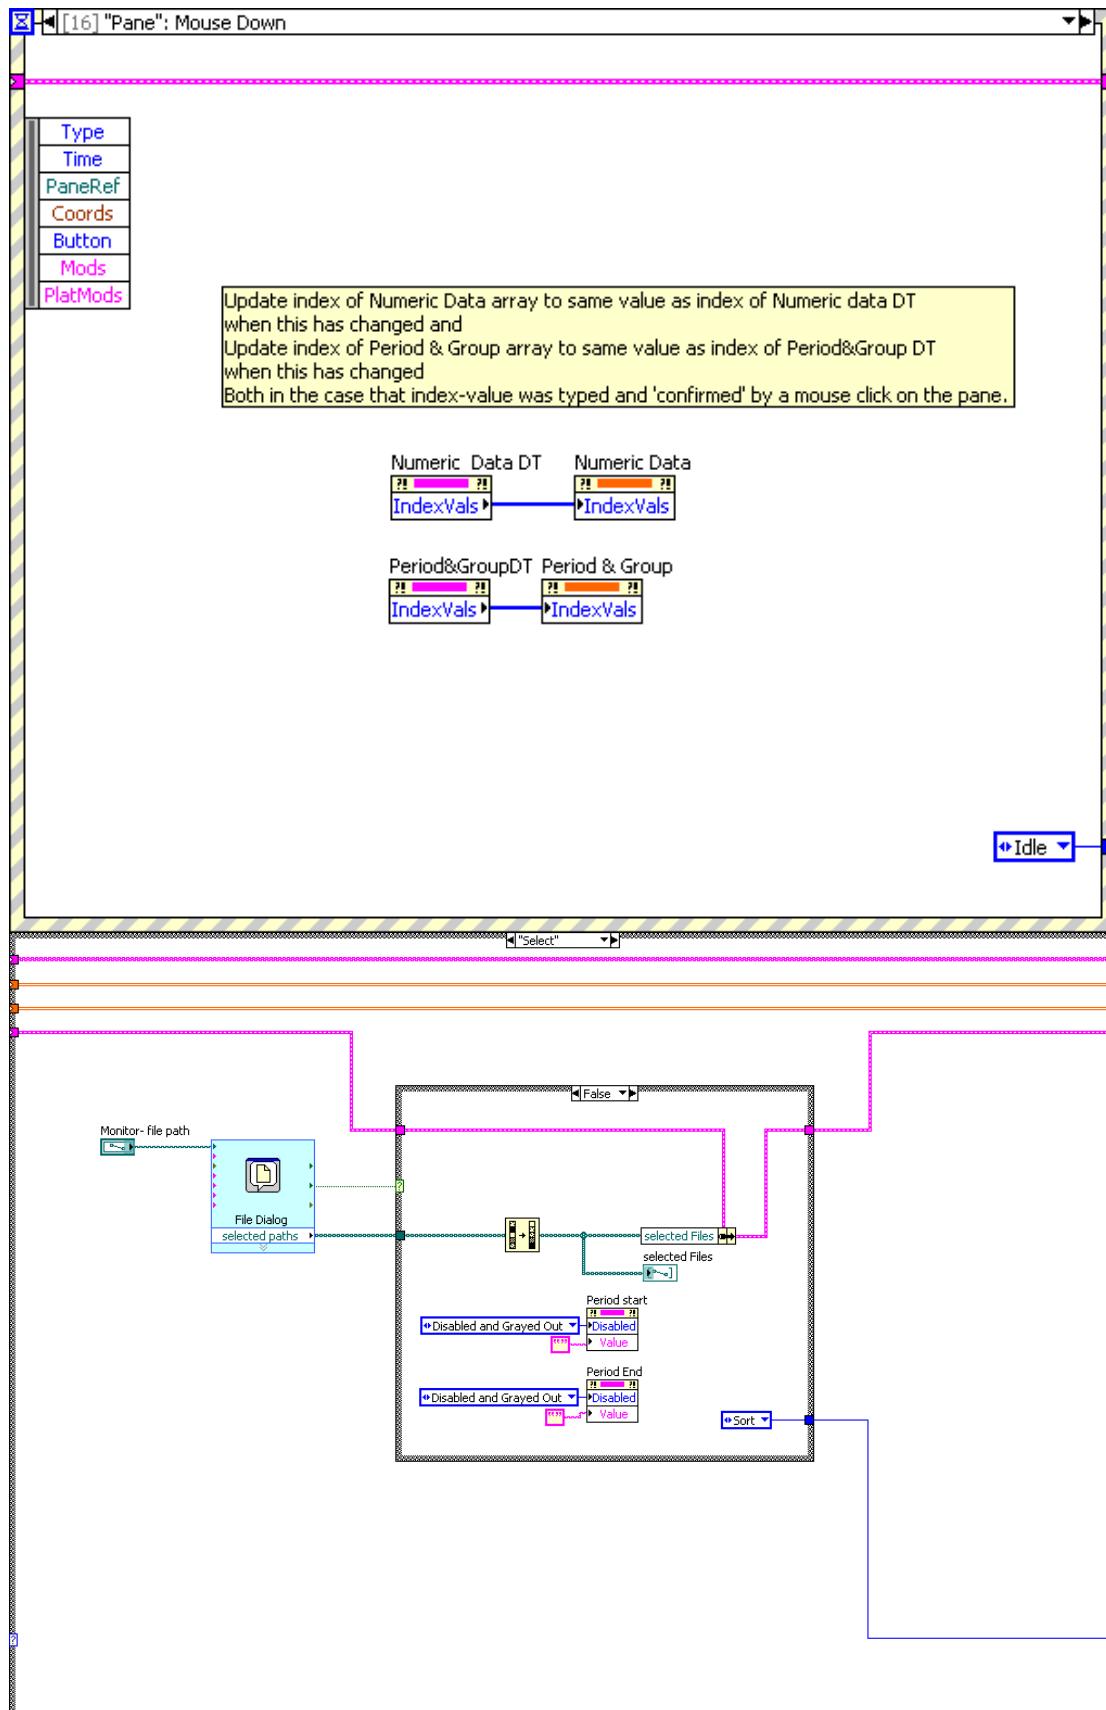 [16] "Pane": Mouse Down
Type
Time
PaneRef
Coords
Button
Mods
PlatMods
Update index of Numeric Data array to same value as index of Numeric data DT
when this has changed and
Update index of Period & Group array to same value as index of Period&Group DT
when this has changed
Both in the case that index-value was typed and 'confirmed' by a mouse click on the pane.
Numeric  Data DT
Numeric Data
?! ?!
?! ?!
IndexVals
IndexVals
Period&GroupDT
Period & Group
?! ?!
?! ?!
IndexVals
IndexVals
Idle
"Select"
False
Monitor- file path
?
File Dialog
selected paths
selected Files
selected Files
Period start
?! ?!
Disabled and Grayed Out
Disabled
""
Value
Period End
?! ?!
Disabled and Grayed Out
Disabled
""
Value
Sort
?